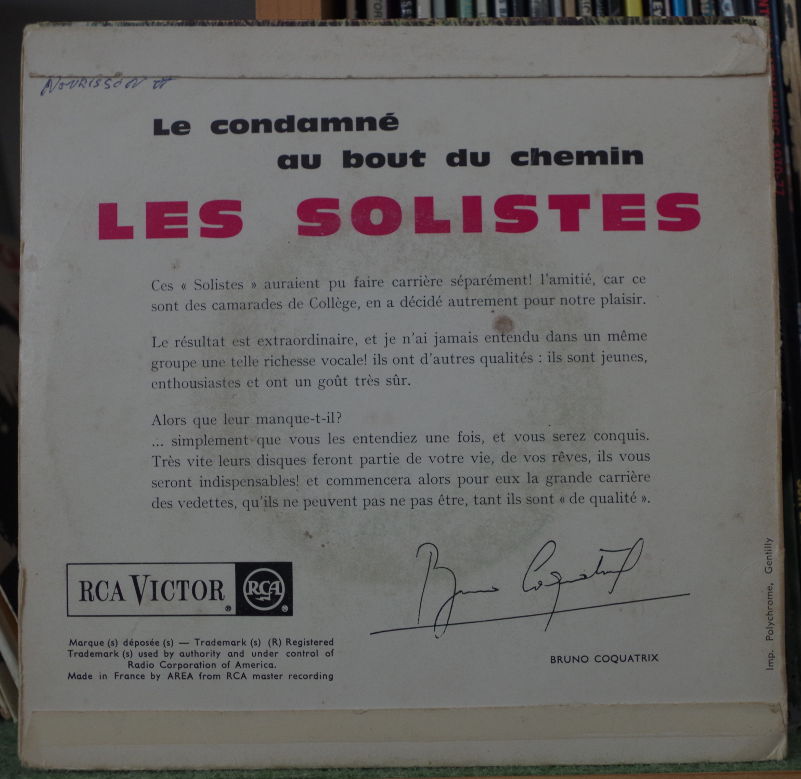 Le condamné
au bout du chemin
LES SOLISTES
Ces « Solistes » auraient pu faire carrière séparément! l'amitié, car ce
sont des camarades de Collège, en a décidé autrement pour notre plaisir.
Le résultat est extraordinaire, et je n'ai jamais entendu dans un même
groupe une telle richesse vocale! ils ont d'autres qualités : ils sont jeunes,
enthousiastes et ont un goût très sûr.
Alors que leur manque-t-il?
... simplement que vous les entendiez une fois, et vous serez conquis.
Très vite leurs disques feront partie de votre vie, de vos rêves, ils vous
seront indispensables! et commencera alors pour eux la grande carrière
des vedettes, qu'ils ne peuvent pas ne pas être, tant ils sont « de qualité ».
Bruno Coquatrix
RCA VICTOR ® RCA ®
BRUNO COQUATRIX
Marque (s) déposée (s) — Trademark (s) (R) Registered
Trademark (s) used by authority and under control of
Radio Corporation of America.
Made in France by AREA from RCA master recording
Imp. Polychrome, Gentilly